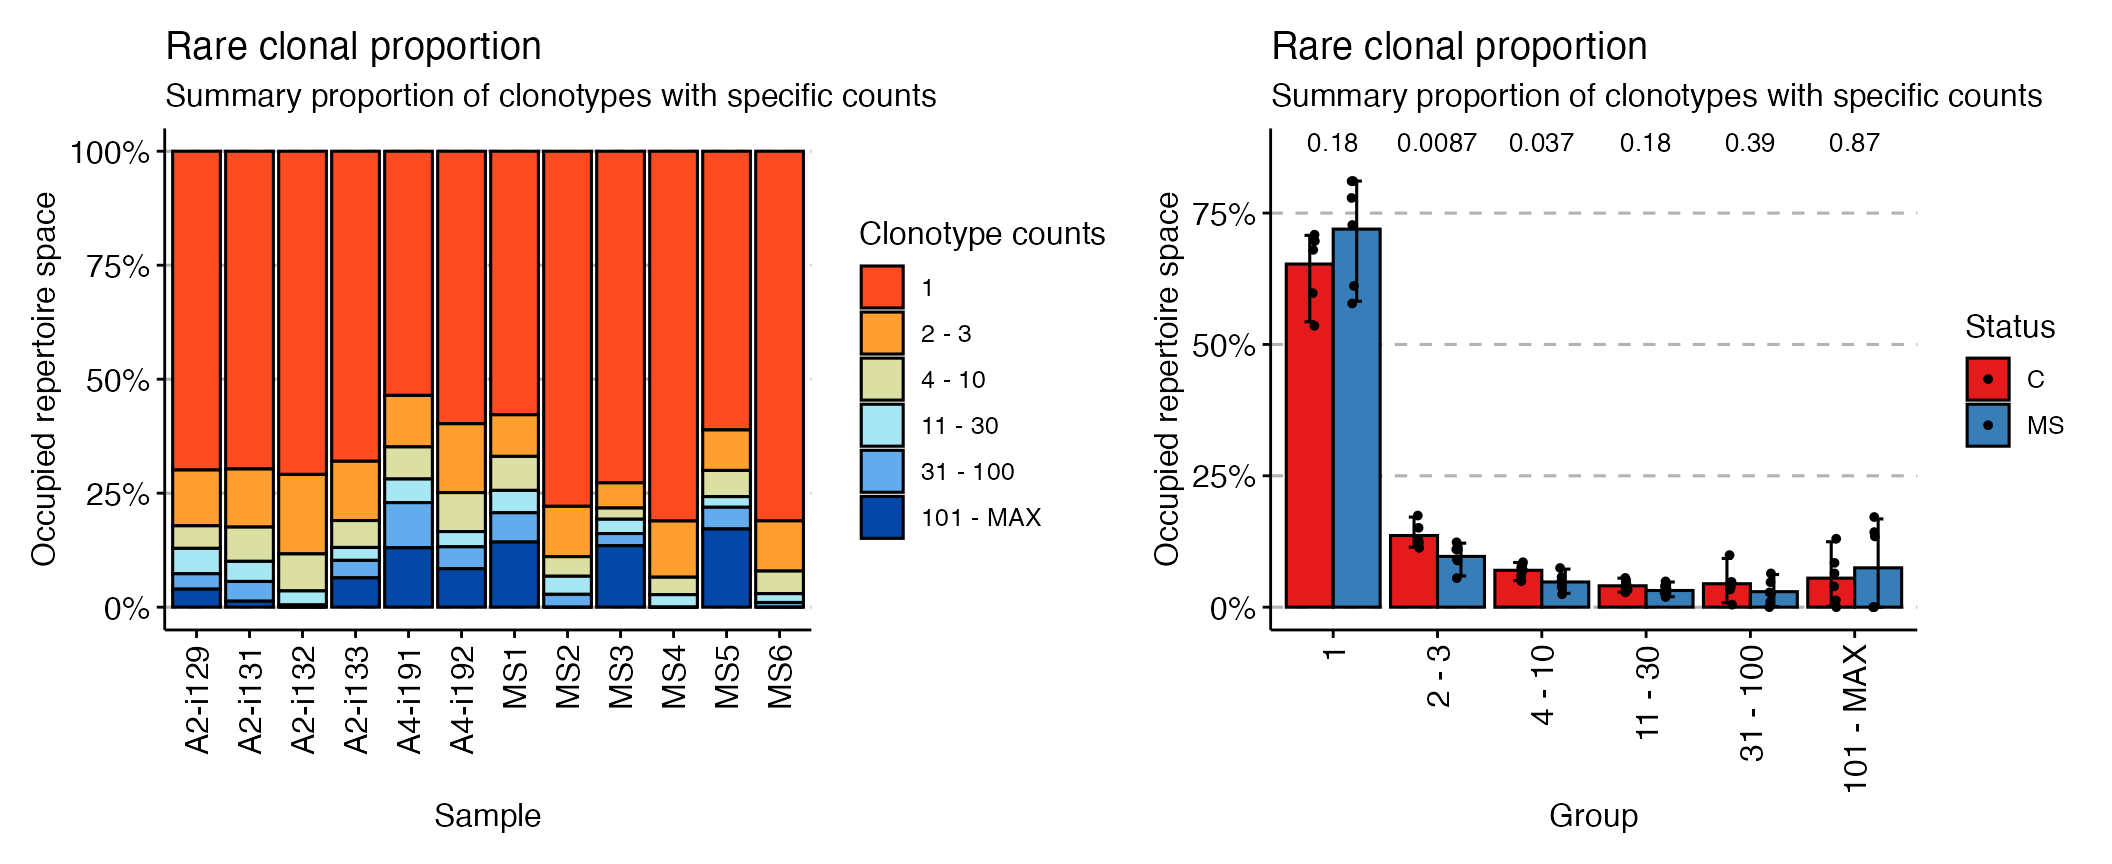 Rare clonal proportion
Summary proportion of clonotypes with specific counts
Occupied repertoire space
100%
75%
50%
25%
0%
A2-i129
A2-i131
A2-i132
A2-i133
A4-i191
A4-i192
MS1
MS2
MS3
MS4
MS5
MS6
Sample
Clonotype counts
1
2 - 3
4 - 10
11 - 30
31 - 100
101 - MAX
Rare clonal proportion
Summary proportion of clonotypes with specific counts
0.18 0.0087 0.037 0.18 0.39 0.87
Occupied repertoire space
75%
50%
25%
0%
1
2 - 3
4 - 10
11 - 30
31 - 100
101 - MAX
Group
Status
C
MS